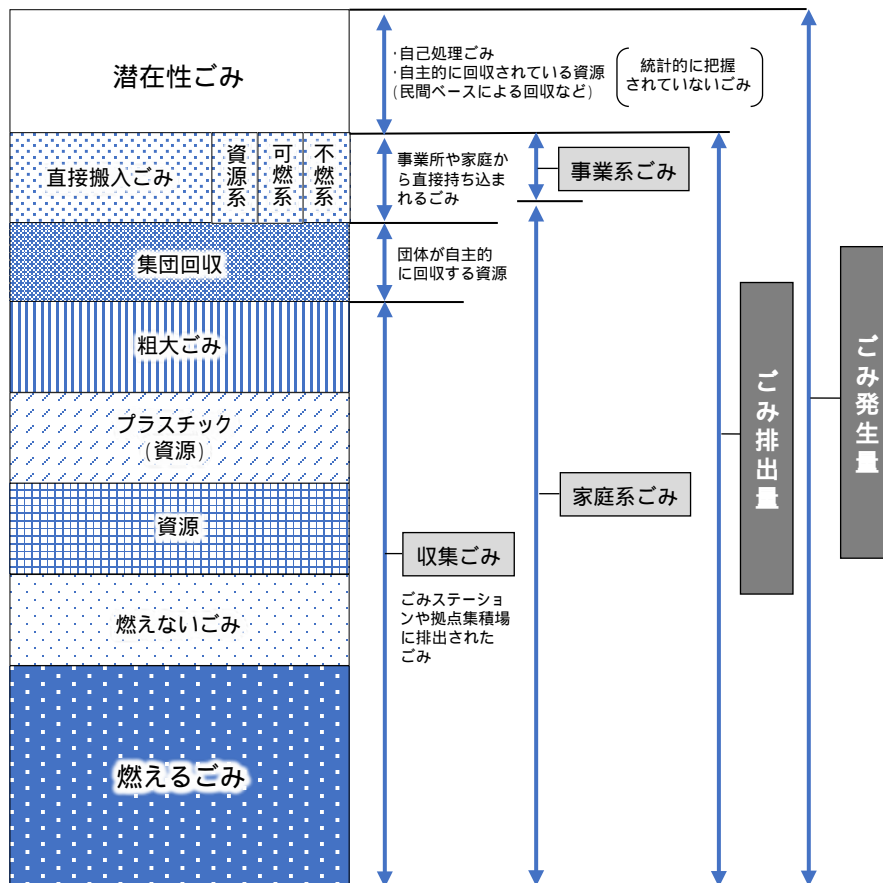 潜在性ごみ
・自己処理ごみ
・自主的に回収されている資源
(民間ベースによる回収など)
統計的に把握
されていないごみ
直接搬入ごみ
資源系
可燃系
不燃系
事業所や家庭か
ら直接持ち込ま
れるごみ
事業系ごみ
集団回収
団体が自主的
に回収する資源
粗大ごみ
プラスチック
(資源)
資源
燃えないごみ
燃えるごみ
収集ごみ
ごみステーショ
ンや拠点集積場
に排出された
ごみ
家庭系ごみ
ごみ排出量
ごみ発生量